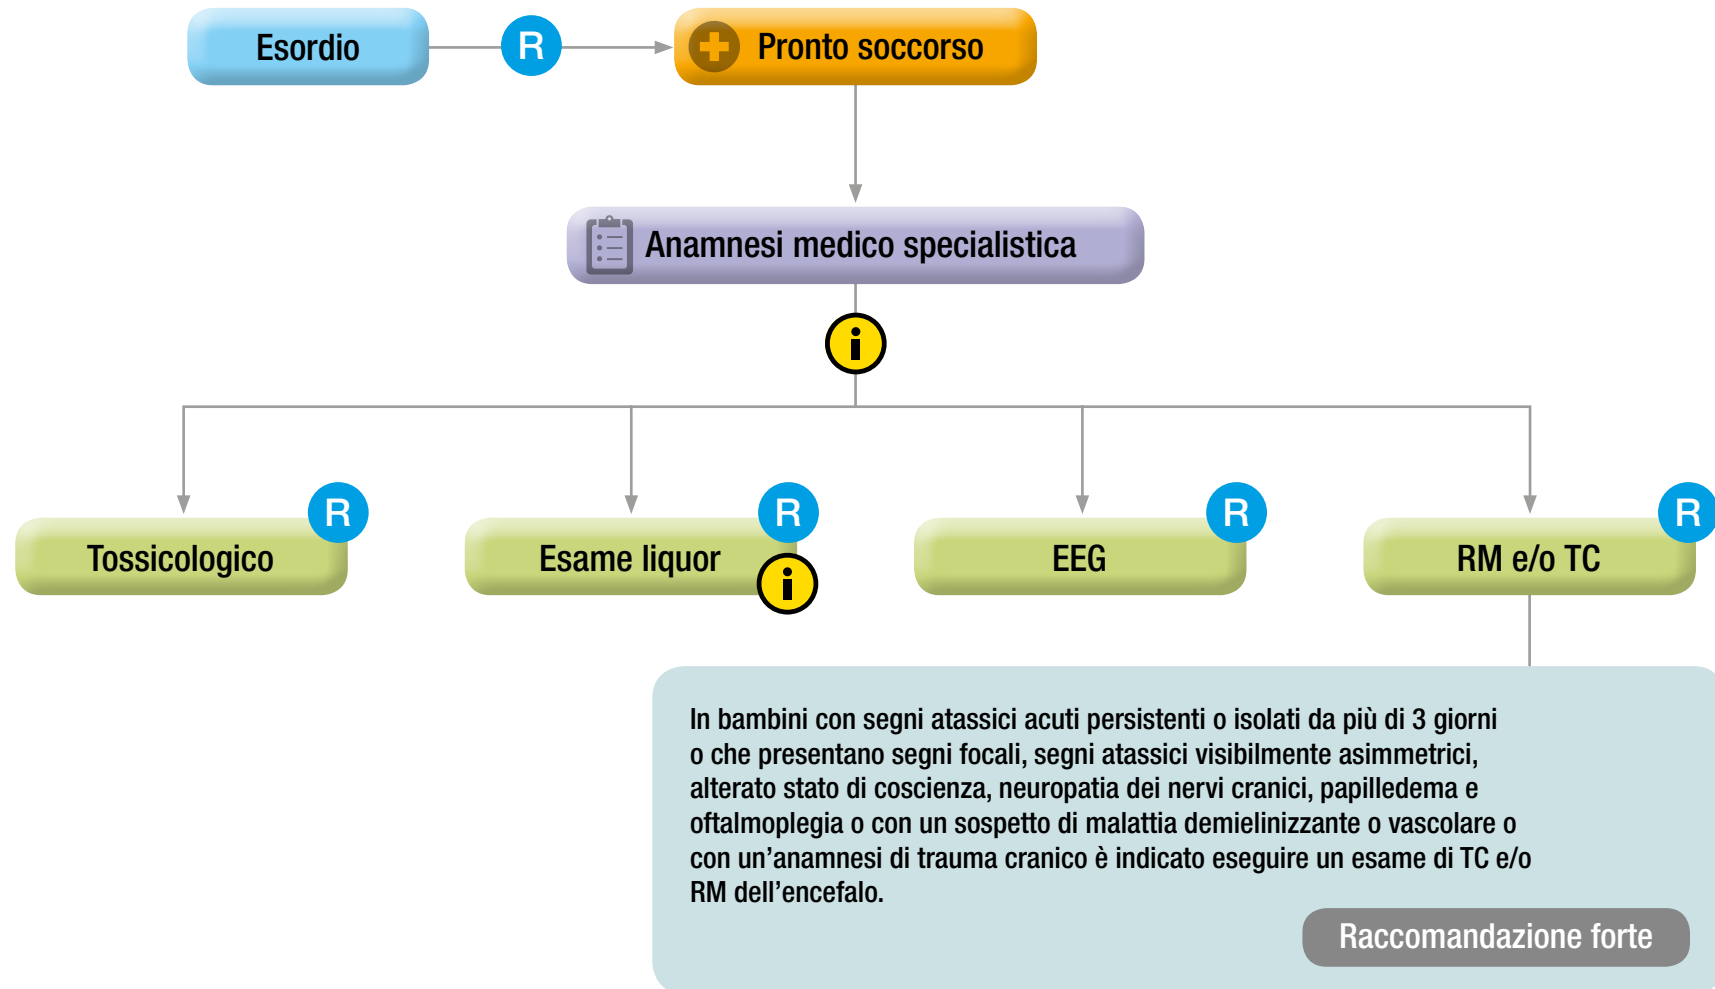 Esordio
R
Pronto soccorso
Anamnesi medico specialistica
i
R
R
R
R
Tossicologico
Esame liquor
EEG
RM e/o TC
i
In bambini con segni atassici acuti persistenti o isolati da più di 3 giorni
o che presentano segni focali, segni atassici visibilmente asimmetrici,
alterato stato di coscienza, neuropatia dei nervi cranici, papilledema e
oftalmoplegia o con un sospetto di malattia demielinizzante o vascolare o
con un’anamnesi di trauma cranico è indicato eseguire un esame di TC e/o
RM dell’encefalo.
Raccomandazione forte